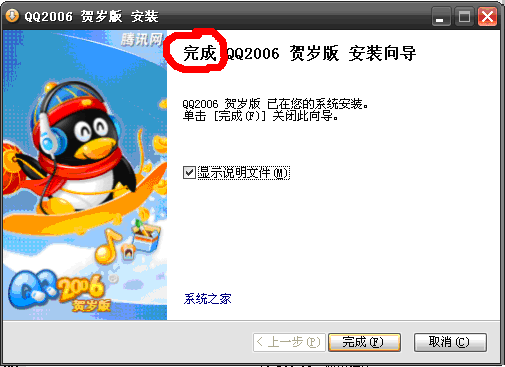 QQ2006 贺岁版 安装
腾讯网
完成 QQ2006 贺岁版 安装向导
QQ2006 贺岁版 已在您的系统安装。
单击 [完成(F)] 关闭此向导。
显示说明文件(M)
QQ2006
贺岁版
系统之家
< 上一步(P)
完成(F)
取消(C)